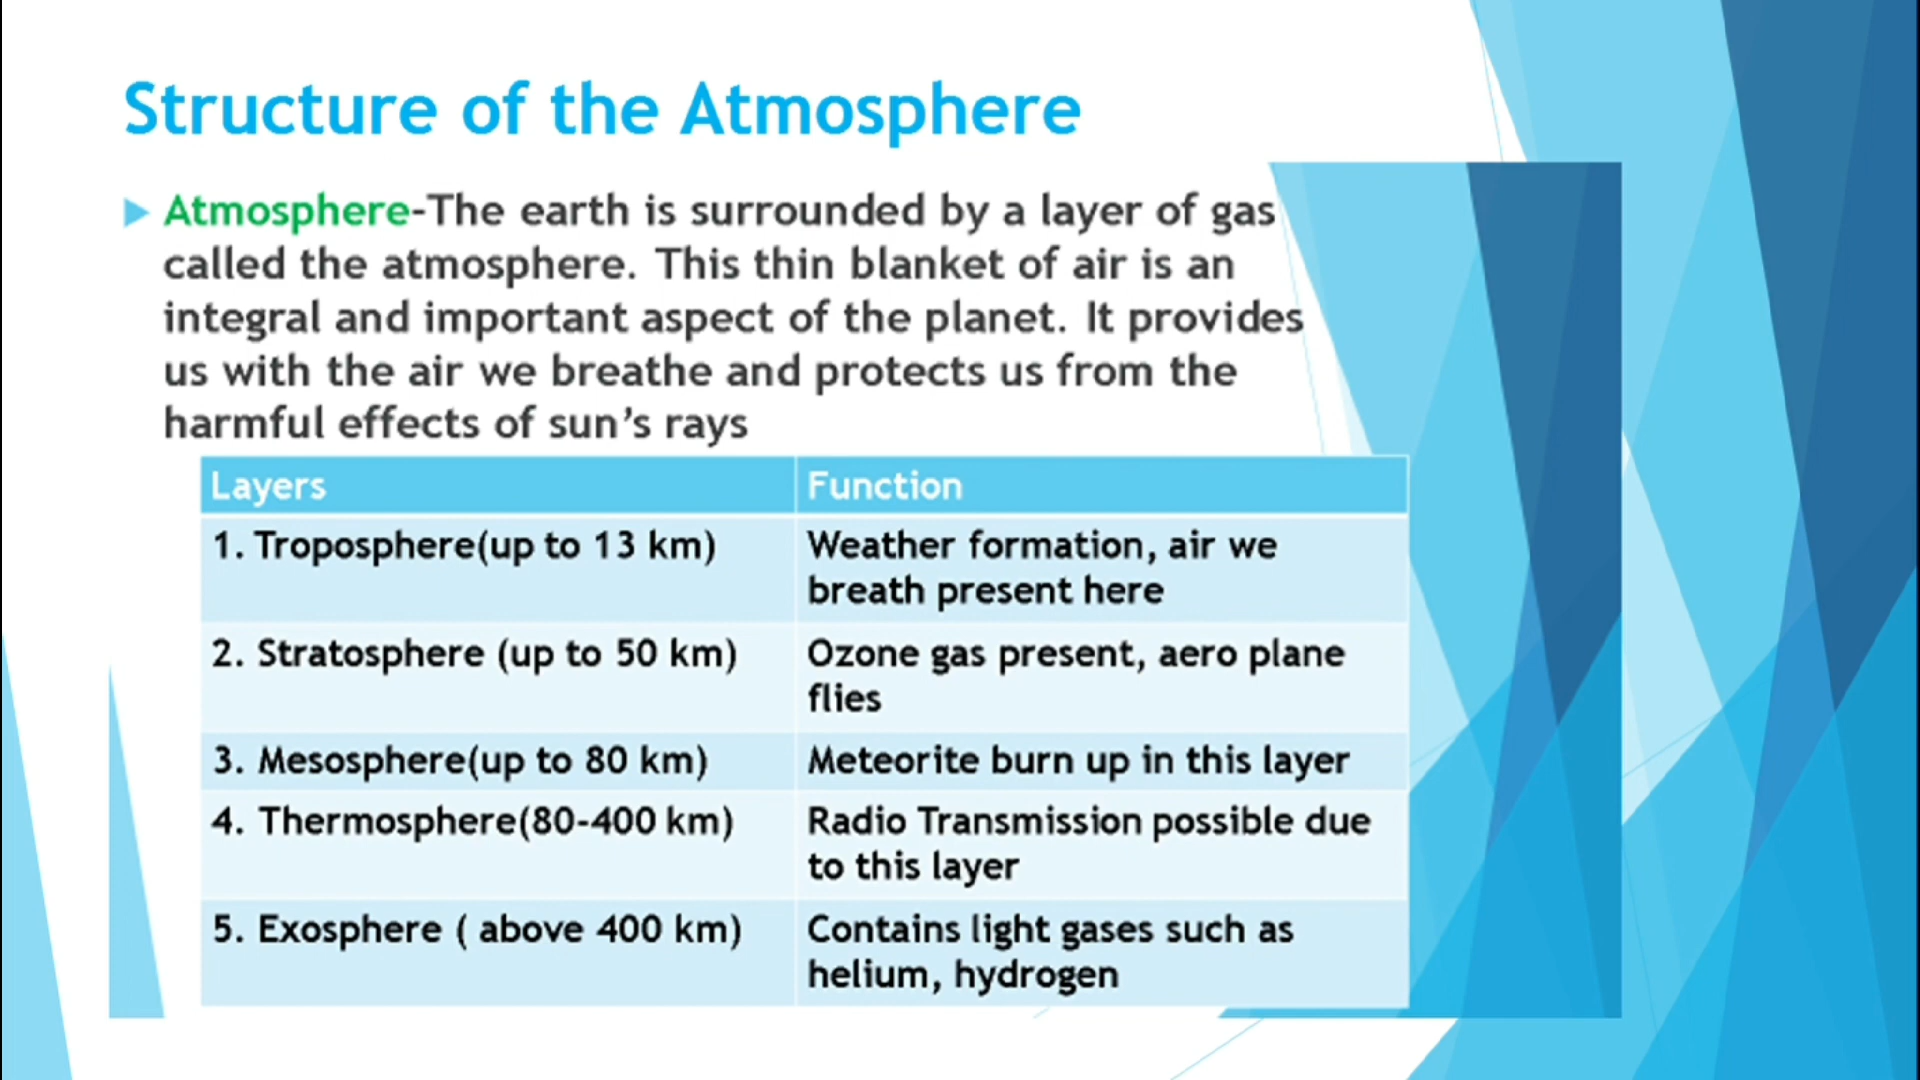 Structure of the Atmosphere
Atmosphere-The earth is surrounded by a layer of gas
called the atmosphere. This thin blanket of air is an
integral and important aspect of the planet. It provides
us with the air we breathe and protects us from the
harmful effects of sun’s rays
Layers Function
1. Troposphere(up to 13 km) Weather formation, air we
breath present here
2. Stratosphere (up to 50 km) Ozone gas present, aero plane
flies
3. Mesosphere(up to 80 km) Meteorite burn up in this layer
4. Thermosphere(80-400 km) Radio Transmission possible due
to this layer
5. Exosphere ( above 400 km) Contains light gases such as
helium, hydrogen